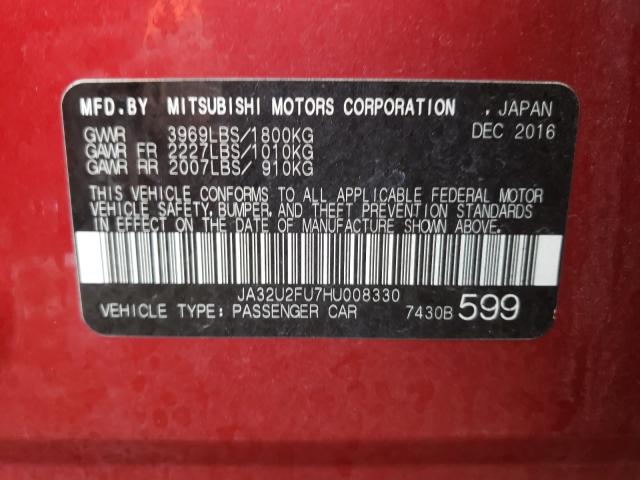 MFD.BY MITSUBISHI MOTORS CORPORATION , JAPAN
GVWR 3969LBS/1800KG DEC 2016
GAWR FR 2227LBS/1010KG
GAWR RR 2007LBS/ 910KG
THIS VEHICLE CONFORMS TO ALL APPLICABLE FEDERAL MOTOR
VEHICLE SAFETY, BUMPER, AND THEFT PREVENTION STANDARDS
IN EFFECT ON THE DATE OF MANUFACTURE SHOWN ABOVE.
JA32U2FU7HU008330
VEHICLE TYPE: PASSENGER CAR 7430B 599